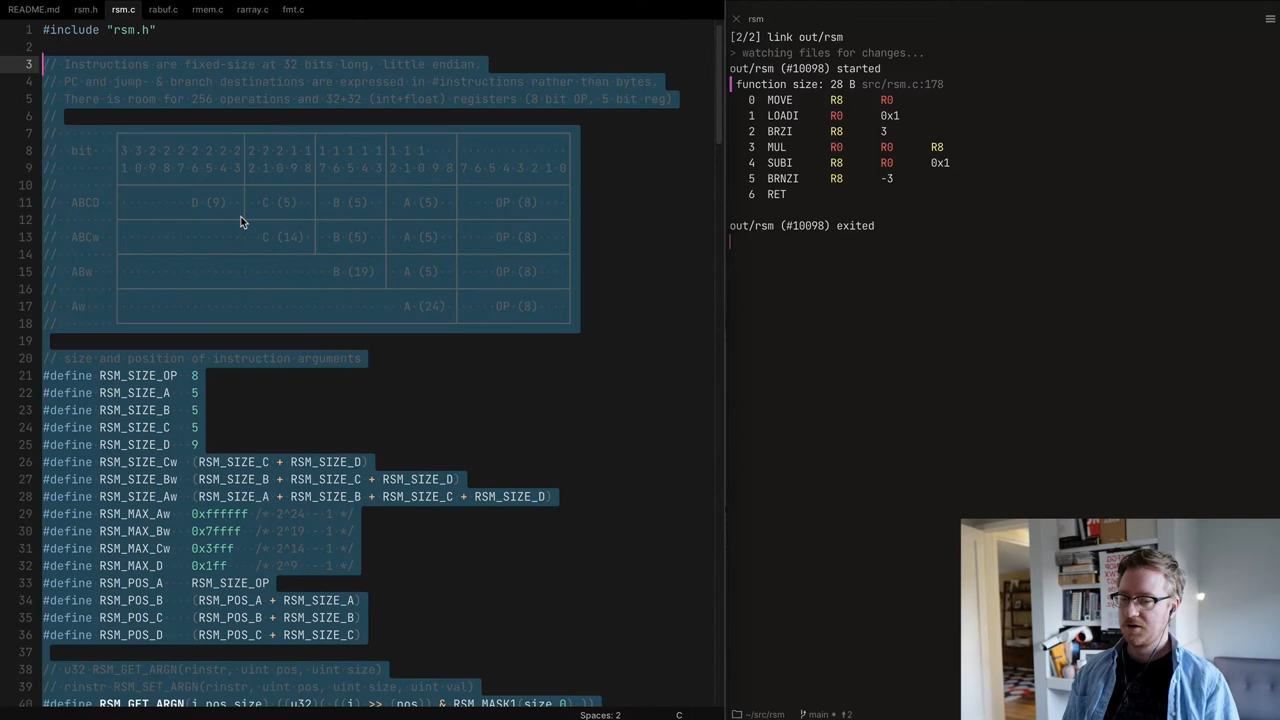 README.md rsm.h rsm.c rabuf.c rmem.c rarray.c fmt.c
1 #include "rsm.h"
2
3 // Instructions are fixed-size at 32 bits long, little endian.
4 // PC and jump- & branch destinations are expressed in #instructions rather than bytes.
5 // There is room for 256 operations and 32+32 (int+float) registers (8 bit OP, 5 bit reg)
6 //
7 //
8 // bit 3 3 2 2 2 2 2 2 2 2 2 2 1 1 1 1 1 1 1 1 1 1
9 // 1 0 9 8 7 6 5 4 3 2 1 0 9 8 7 6 5 4 3 2 1 0 9 8 7 6 5 4 3 2 1 0
10 //
11 // ABCD D (9) C (5) B (5) A (5) OP (8)
12 //
13 // ABCw C (14) B (5) A (5) OP (8)
14 //
15 // ABw B (19) A (5) OP (8)
16 //
17 // Aw A (24) OP (8)
18 //
19
20 // size and position of instruction arguments
21 #define RSM_SIZE_OP 8
22 #define RSM_SIZE_A 5
23 #define RSM_SIZE_B 5
24 #define RSM_SIZE_C 5
25 #define RSM_SIZE_D 9
26 #define RSM_SIZE_Cw (RSM_SIZE_C + RSM_SIZE_D)
27 #define RSM_SIZE_Bw (RSM_SIZE_B + RSM_SIZE_C + RSM_SIZE_D)
28 #define RSM_SIZE_Aw (RSM_SIZE_A + RSM_SIZE_B + RSM_SIZE_C + RSM_SIZE_D)
29 #define RSM_MAX_Aw 0xffffff /* 2^24 - 1 */
30 #define RSM_MAX_Bw 0x7ffff /* 2^19 - 1 */
31 #define RSM_MAX_Cw 0x3fff /* 2^14 - 1 */
32 #define RSM_MAX_D 0x1ff /* 2^9 - 1 */
33 #define RSM_POS_A RSM_SIZE_OP
34 #define RSM_POS_B (RSM_POS_A + RSM_SIZE_A)
35 #define RSM_POS_C (RSM_POS_B + RSM_SIZE_B)
36 #define RSM_POS_D (RSM_POS_C + RSM_SIZE_C)
37
38 // u32 RSM_GET_ARGN(rinstr, uint pos, uint size)
39 // rinstr RSM_SET_ARGN(rinstr, uint pos, uint size, uint val)
40 #define RSM_GET_ARGN(i,pos,size) ((u32)( ((i) >> (pos)) & RSM_MASK1(size,0) ))
Spaces: 2 C
rsm
[2/2] link out/rsm
> watching files for changes...
out/rsm (#10098) started
function size: 28 B src/rsm.c:178
0 MOVE R8 R0
1 LOADI R0 0x1
2 BRZI R8 3
3 MUL R0 R0 R8
4 SUBI R8 R0 0x1
5 BRNZI R8 -3
6 RET
out/rsm (#10098) exited
~/src/rsm main* ↑2